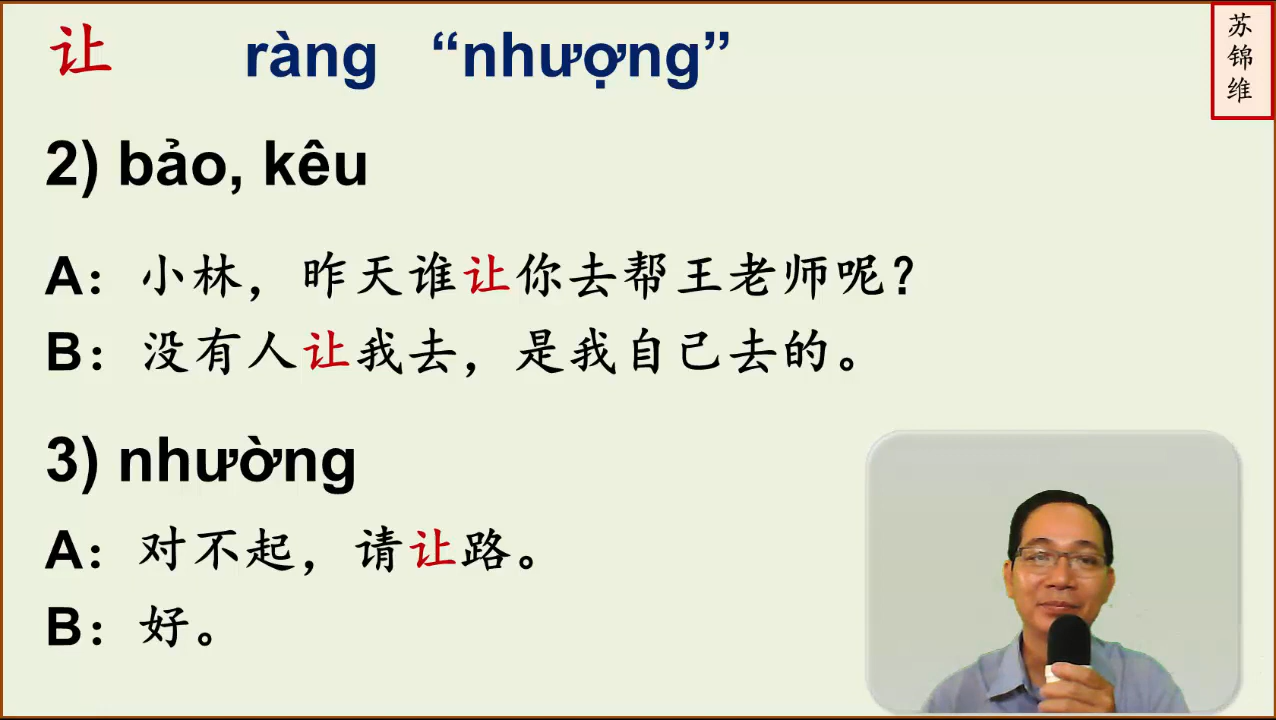 让 ràng “nhượng”
苏
锦
维
2) bảo, kêu
A：小林，昨天谁让你去帮王老师呢？
B：没有人让我去，是我自己去的。
3) nhường
A：对不起，请让路。
B：好。